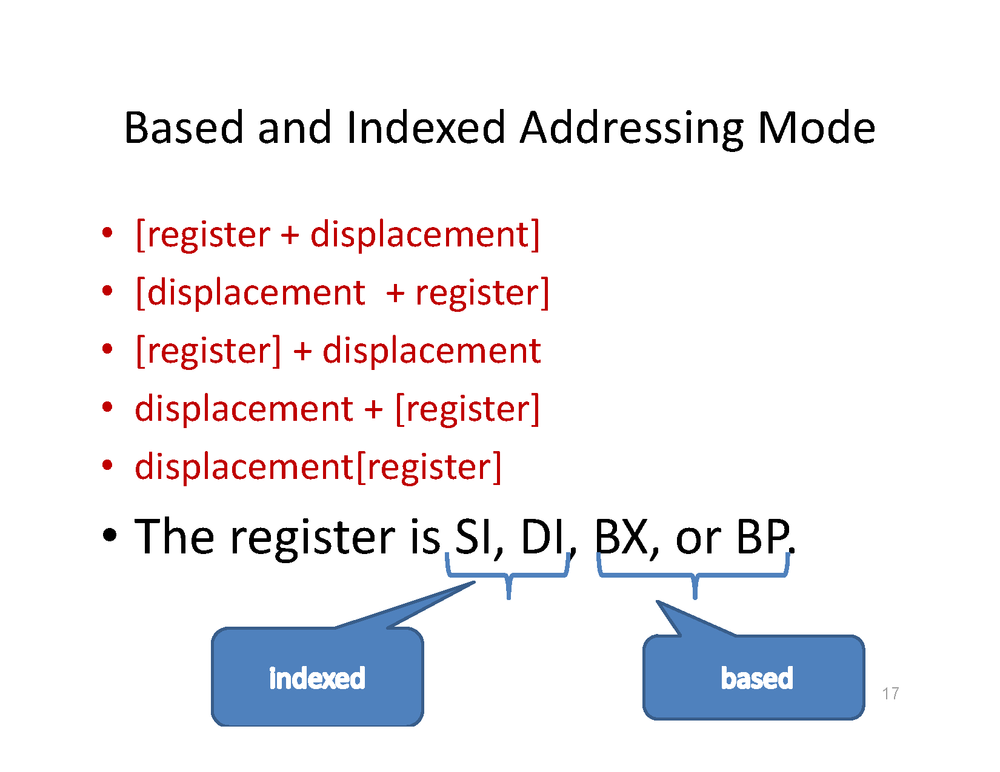 Based and Indexed Addressing Mode
• [register + displacement]
• [displacement + register]
• [register] + displacement
• displacement + [register]
• displacement[register]
• The register is SI, DI, BX, or BP.
indexed
based
17